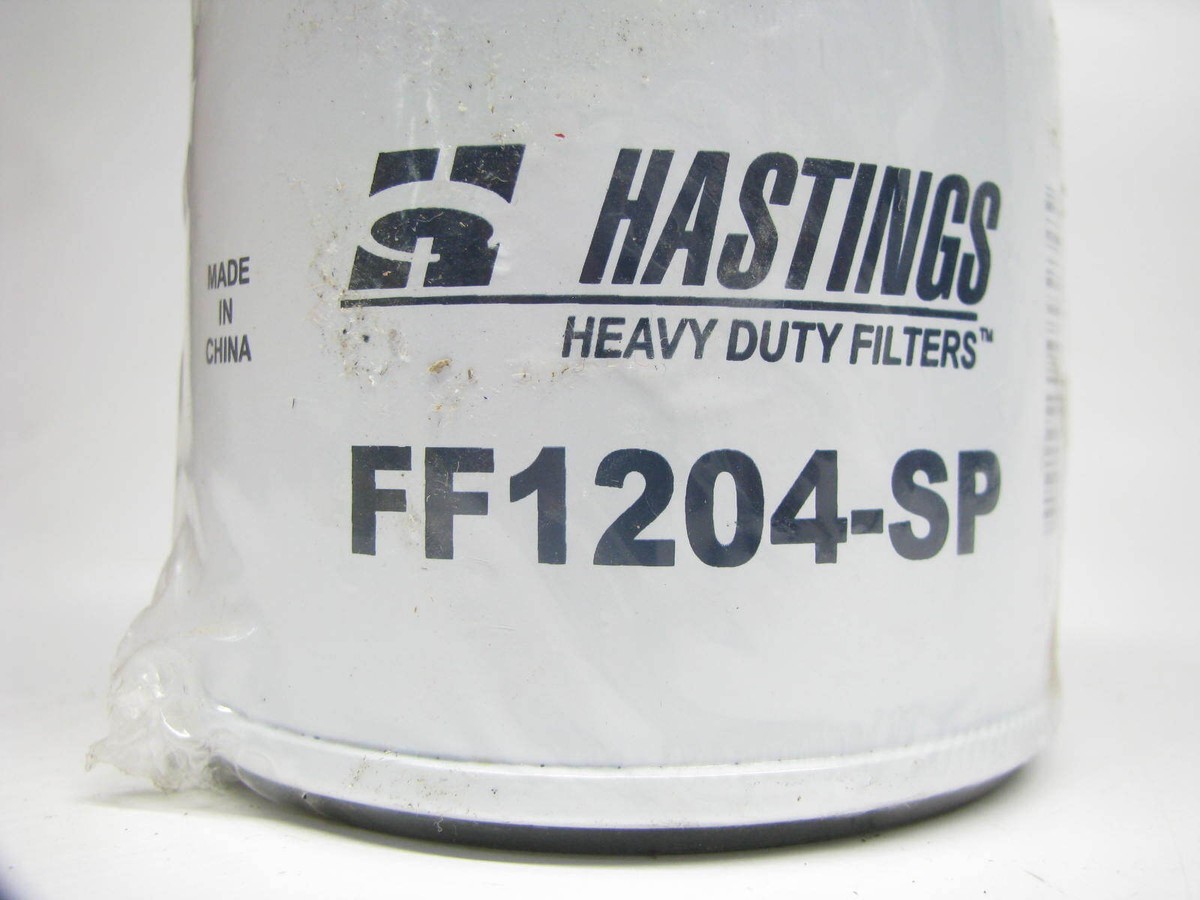 HASTINGS
HEAVY DUTY FILTERS™
MADE
IN
CHINA
FF1204-SP